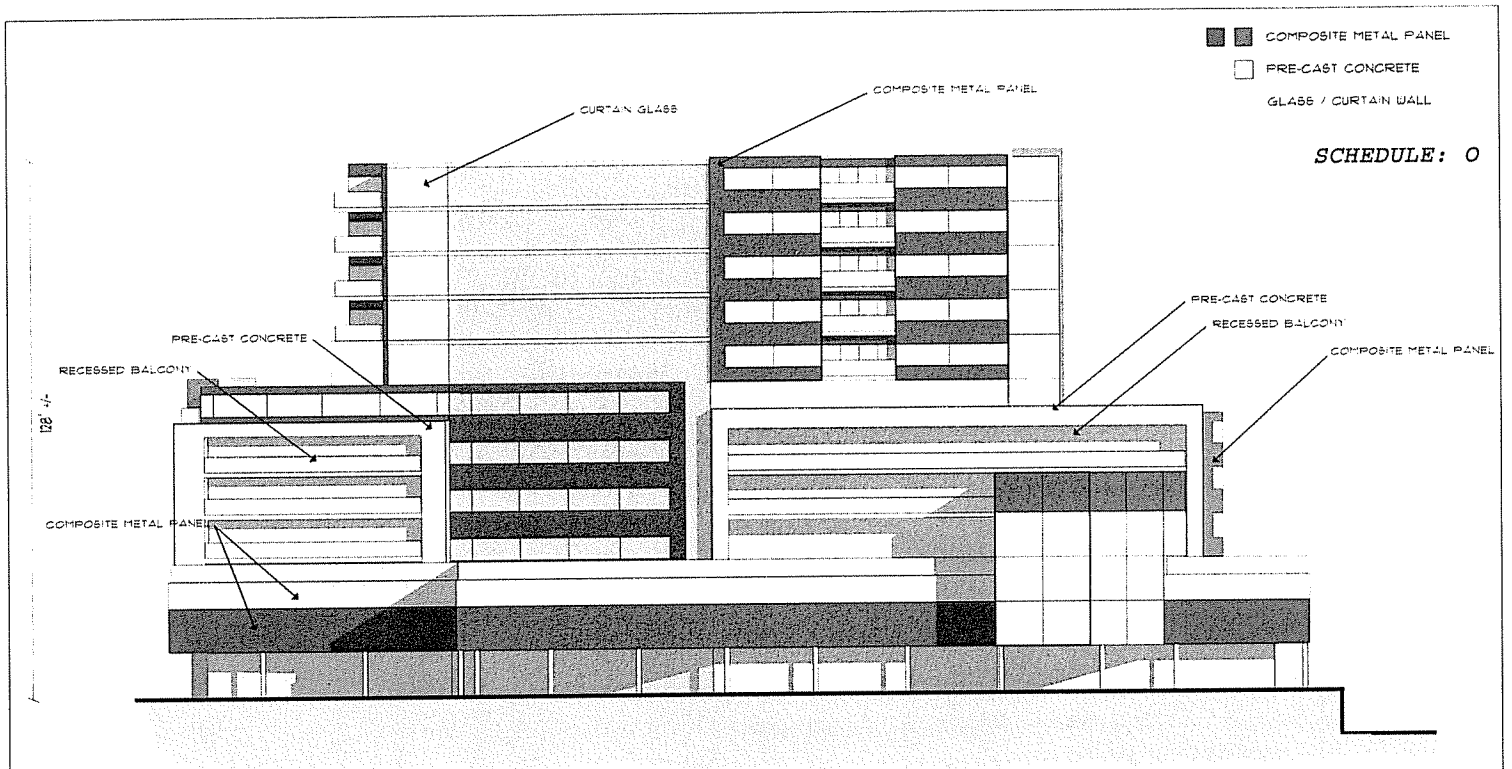 COMPOSITE METAL PANEL
PRE-CAST CONCRETE
GLASS / CURTAIN WALL
SCHEDULE: O
COMPOSITE METAL PANEL
CURTAIN GLASS
PRE-CAST CONCRETE
RECESSED BALCONY
COMPOSITE METAL PANEL
PRE-CAST CONCRETE
RECESSED BALCONY
128' +/-
COMPOSITE METAL PANEL